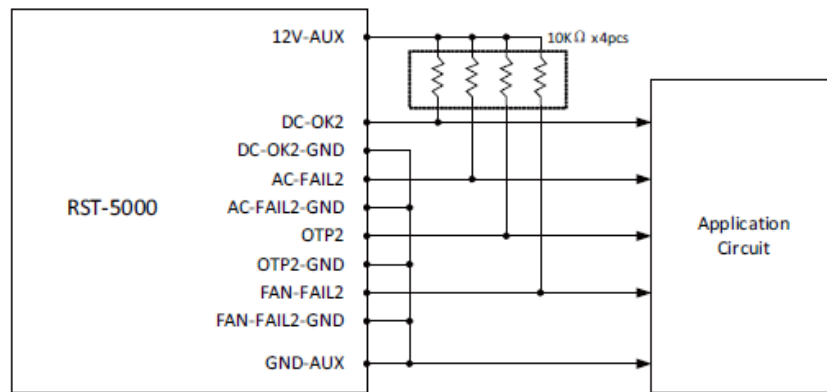 12V-AUX
10KΩ x4pcs
DC-OK2
DC-OK2-GND
AC-FAIL2
RST-5000
AC-FAIL2-GND
Application
Circuit
OTP2
OTP2-GND
FAN-FAIL2
FAN-FAIL2-GND
GND-AUX